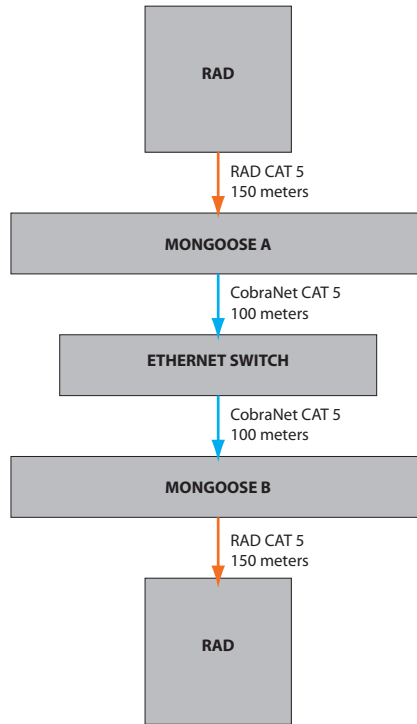 RAD
RAD CAT 5
150 meters
MONGOOSE A
CobraNet CAT 5
100 meters
ETHERNET SWITCH
CobraNet CAT 5
100 meters
MONGOOSE B
RAD CAT 5
150 meters
RAD